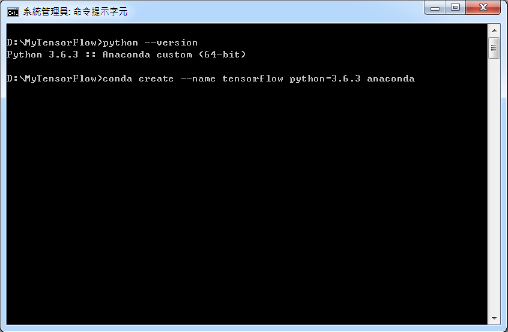 系統管理員: 命令提示字元
D:\MyTensorFlow>python --version
Python 3.6.3 :: Anaconda custom (64-bit)
D:\MyTensorFlow>conda create --name tensorflow python=3.6.3 anaconda